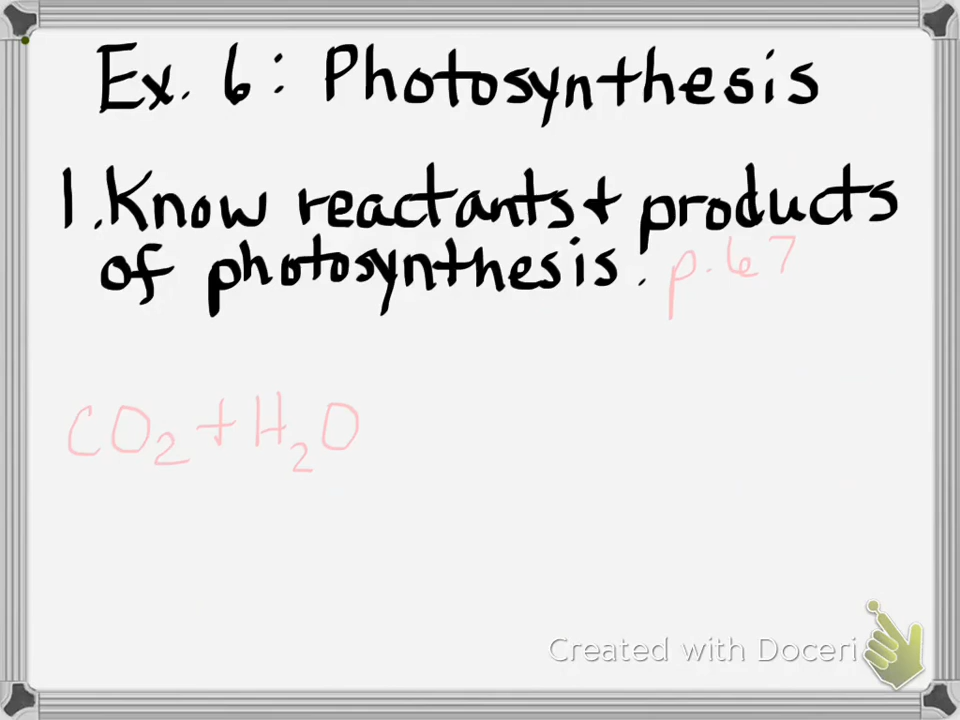 Ex. 6: Photosynthesis
1. Know reactants + products
of photosynthesis. p. 67
CO₂ + H₂O
Created with Doceri